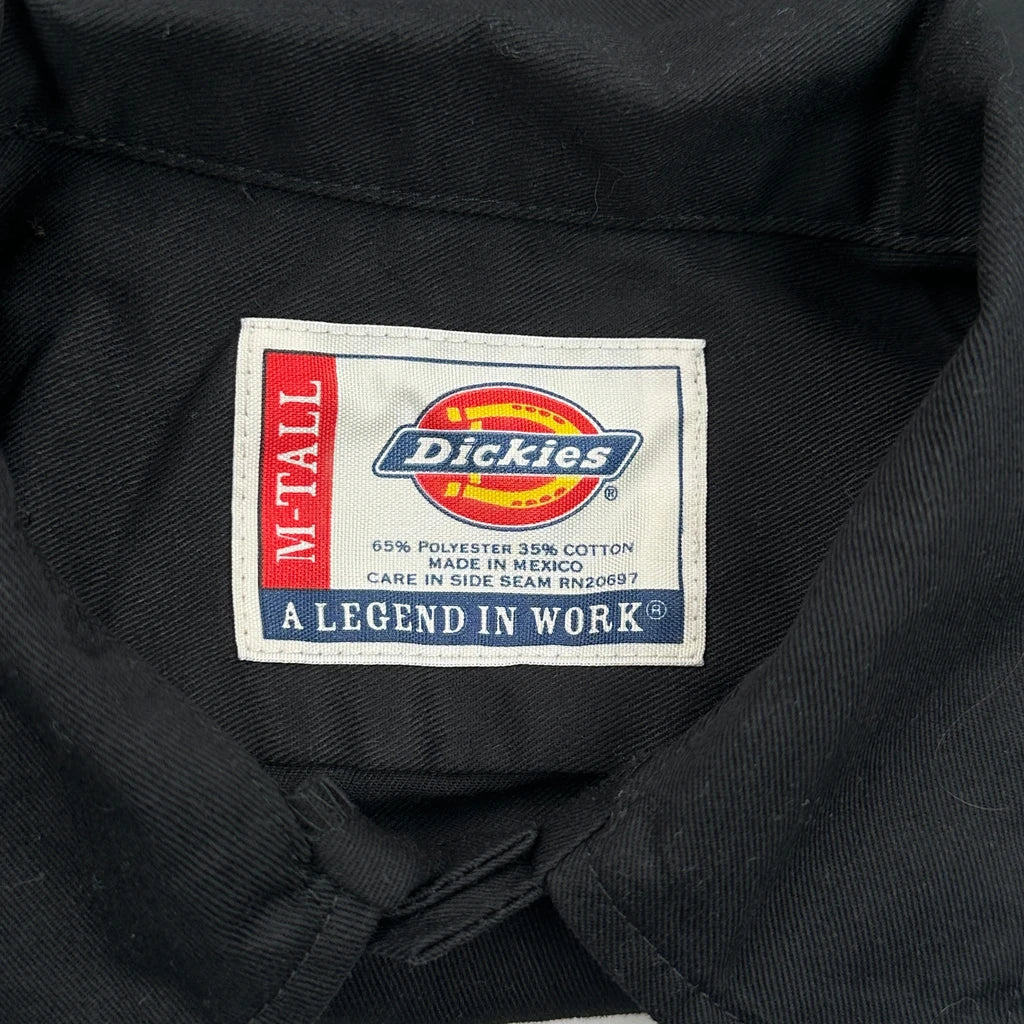 M-TALL
Dickies®
65% POLYESTER 35% COTTON
MADE IN MEXICO
CARE IN SIDE SEAM RN20697
A LEGEND IN WORK®